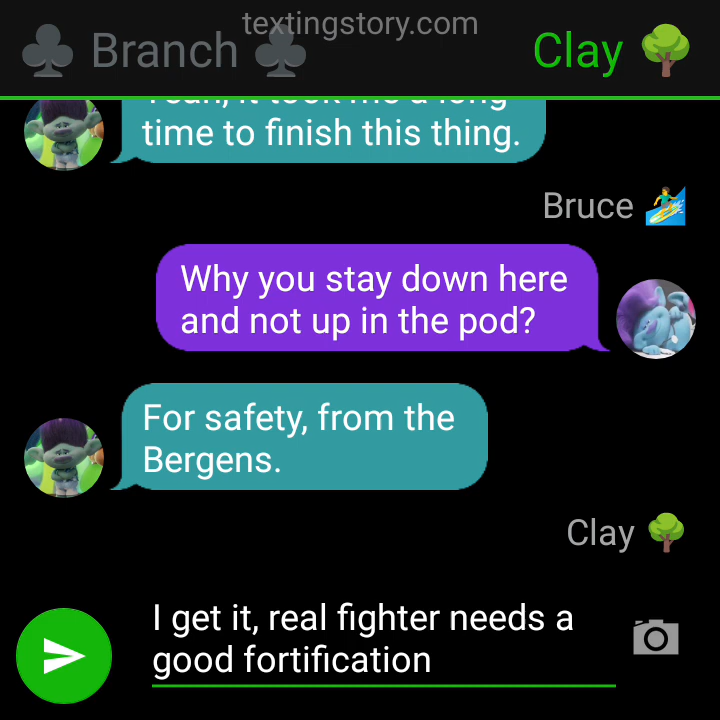 textingstory.com
Branch
Clay
time to finish this thing.
Bruce
Why you stay down here
and not up in the pod?
For safety, from the
Bergens.
Clay
I get it, real fighter needs a
good fortification